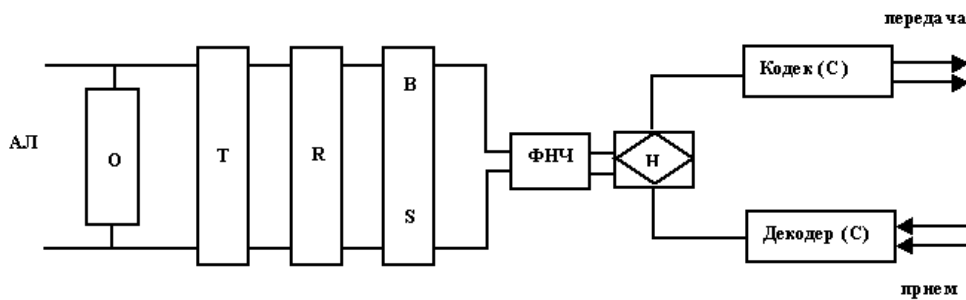 передача
Кодек (С)
АЛ
О
T
R
B
S
ФНЧ
Н
Декодер (С)
прием